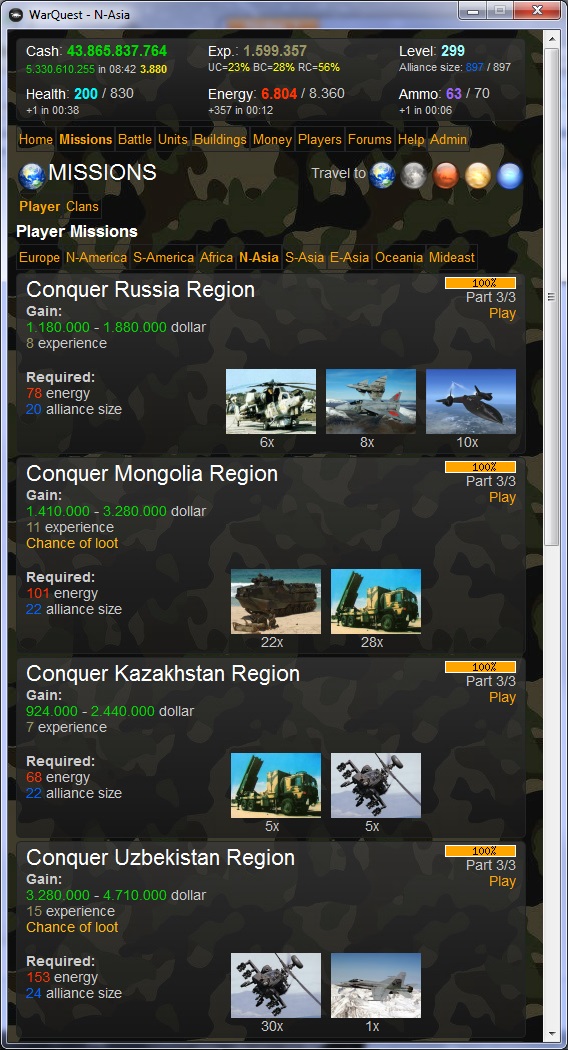 WarQuest - N-Asia
Cash: 43.865.837.764 Exp.: 1.599.357 Level: 299
5.330.610.255 in 08:42 3.880 UC=23% BC=28% RC=56% Alliance size: 897 / 897
Health: 200 / 830 Energy: 6.804 / 8.360 Ammo: 63 / 70
+1 in 00:38 +357 in 00:12 +1 in 00:06
Home Missions Battle Units Buildings Money Players Forums Help Admin
MISSIONS Travel to
Player Clans
Player Missions
Europe N-America S-America Africa N-Asia S-Asia E-Asia Oceania Mideast
Conquer Russia Region 100%
Gain: Part 3/3
1.180.000 - 1.880.000 dollar Play
8 experience
Required:
78 energy
20 alliance size
6x 8x 10x
Conquer Mongolia Region 100%
Gain: Part 3/3
1.410.000 - 3.280.000 dollar Play
11 experience
Chance of loot
Required:
101 energy
22 alliance size
22x 28x
Conquer Kazakhstan Region 100%
Gain: Part 3/3
924.000 - 2.440.000 dollar Play
7 experience
Required:
68 energy
22 alliance size
5x 5x
Conquer Uzbekistan Region 100%
Gain: Part 3/3
3.280.000 - 4.710.000 dollar Play
15 experience
Chance of loot
Required:
153 energy
24 alliance size
30x 1x